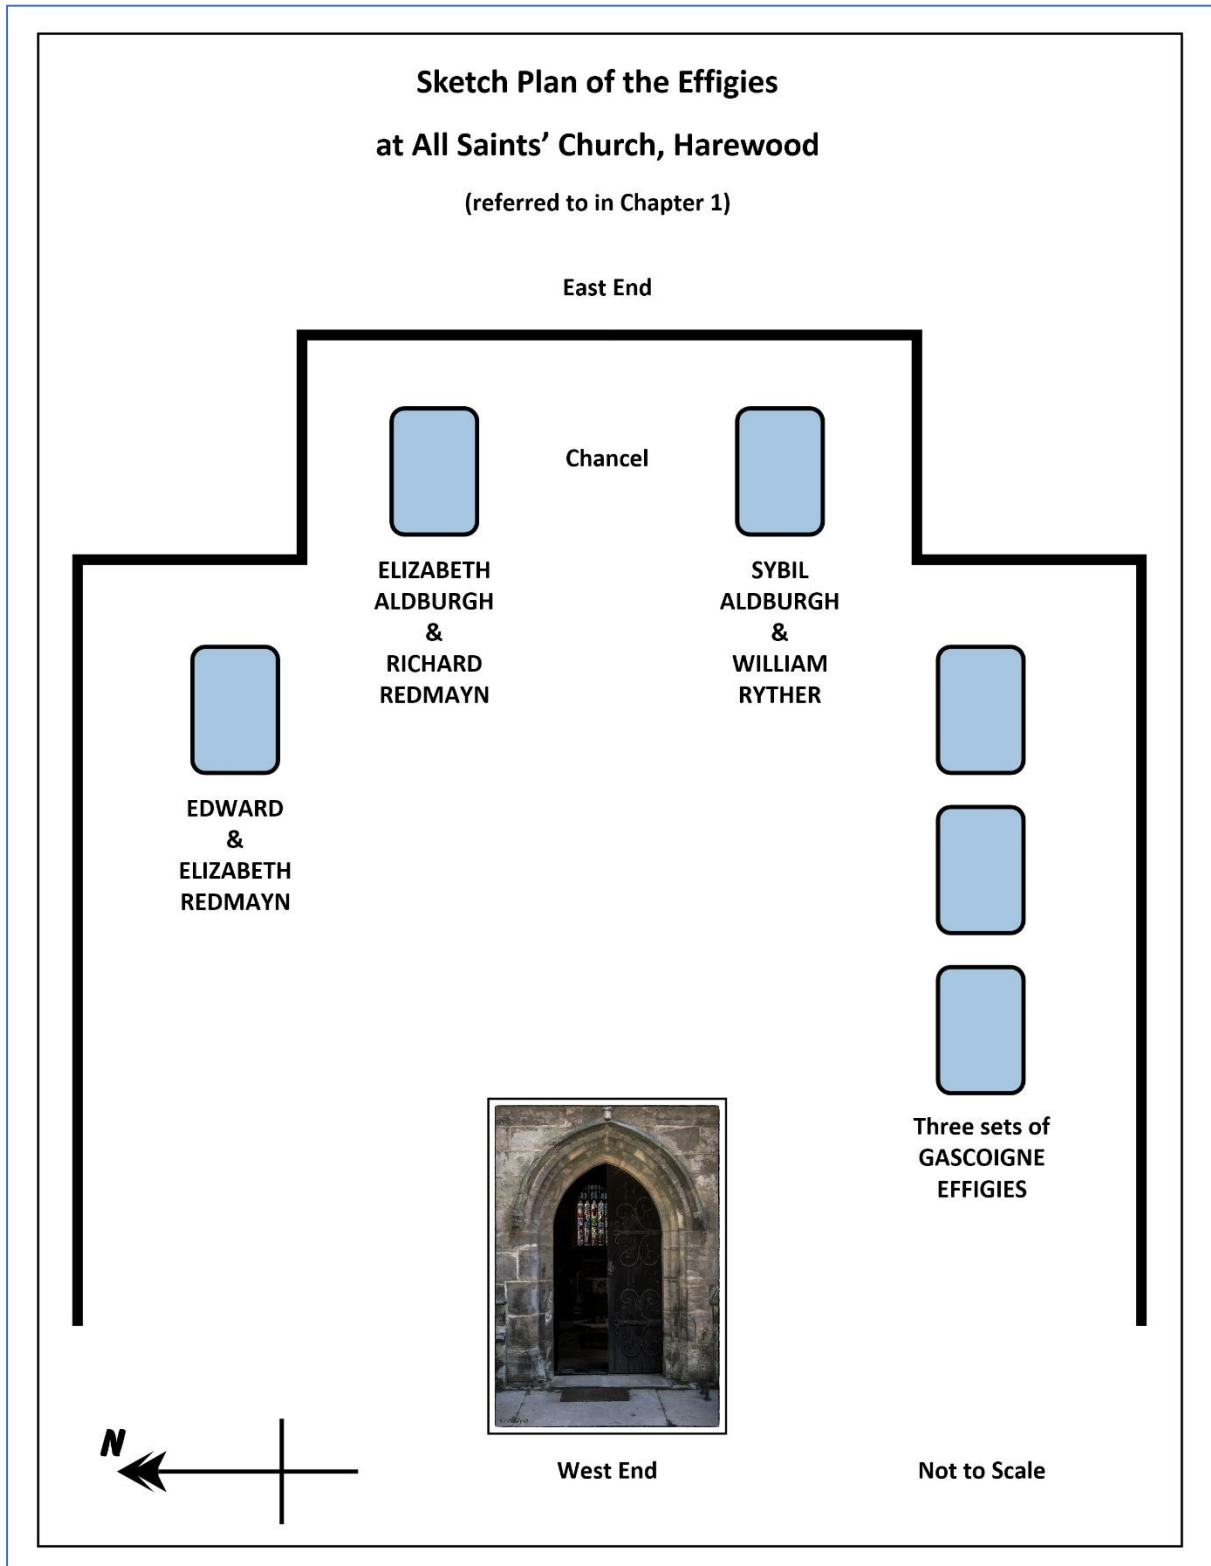 Sketch Plan of the Effigies
at All Saints’ Church, Harewood
(referred to in Chapter 1)
East End
Chancel
ELIZABETH
ALDBURGH
&
RICHARD
REDMAYN
SYBIL
ALDBURGH
&
WILLIAM
RYTHER
EDWARD
&
ELIZABETH
REDMAYN
Three sets of
GASCOIGNE
EFFIGIES
N
West End
Not to Scale